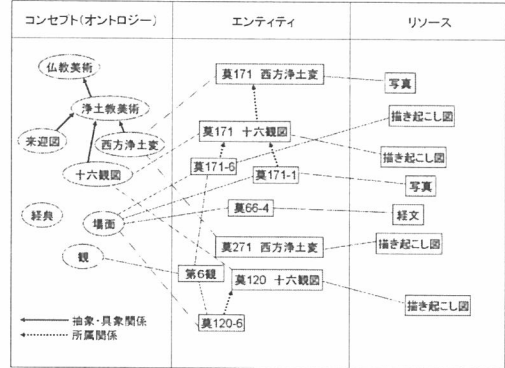 コンセプト(オントロジー)
エンティティ
リソース
仏教美術
浄土教美術
来迎図
西方浄土変
十六観図
経典
場面
観
抽象・具象関係
所属関係
莫171 西方浄土変
莫171 十六観図
莫171-6
莫171-1
莫66-4
莫271 西方浄土変
第6観
莫120 十六観図
莫120-6
写真
描き起こし図
描き起こし図
写真
経文
描き起こし図
描き起こし図